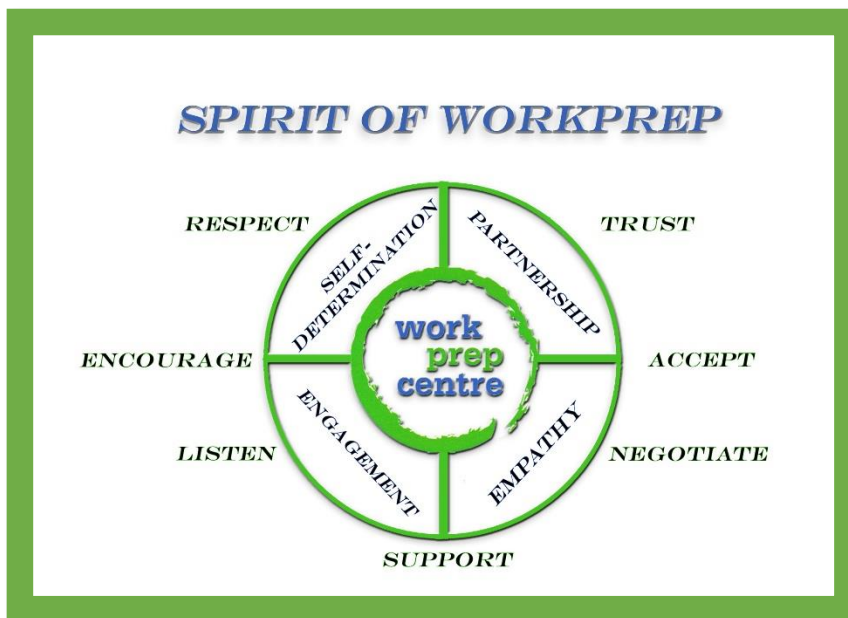 SPIRIT OF WORKPREP
RESPECT
TRUST
SELF-
DETERMINATION
PARTNERSHIP
work
prep
centre
ENCOURAGE
ACCEPT
ENGAGEMENT
EMPATHY
LISTEN
NEGOTIATE
SUPPORT